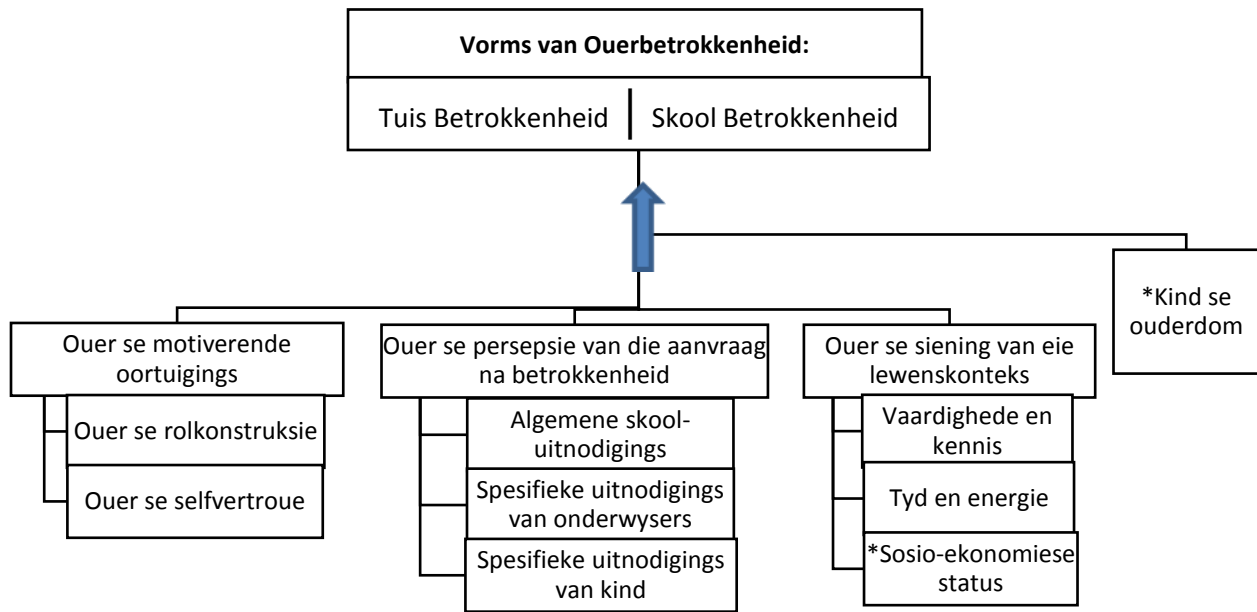 Vorms van Ouerbetrokkenheid:
Tuis Betrokkenheid | Skool Betrokkenheid
*Kind se
ouderdom
Ouer se motiverende
oortuigings
Ouer se rolkonstruksie
Ouer se selfvertroue
Ouer se persepsie van die aanvraag
na betrokkenheid
Algemene skool-
uitnodigings
Spesifieke uitnodigings
van onderwysers
Spesifieke uitnodigings
van kind
Ouer se siening van eie
lewenskonteks
Vaardighede en
kennis
Tyd en energie
*Sosio-ekonomiese
status